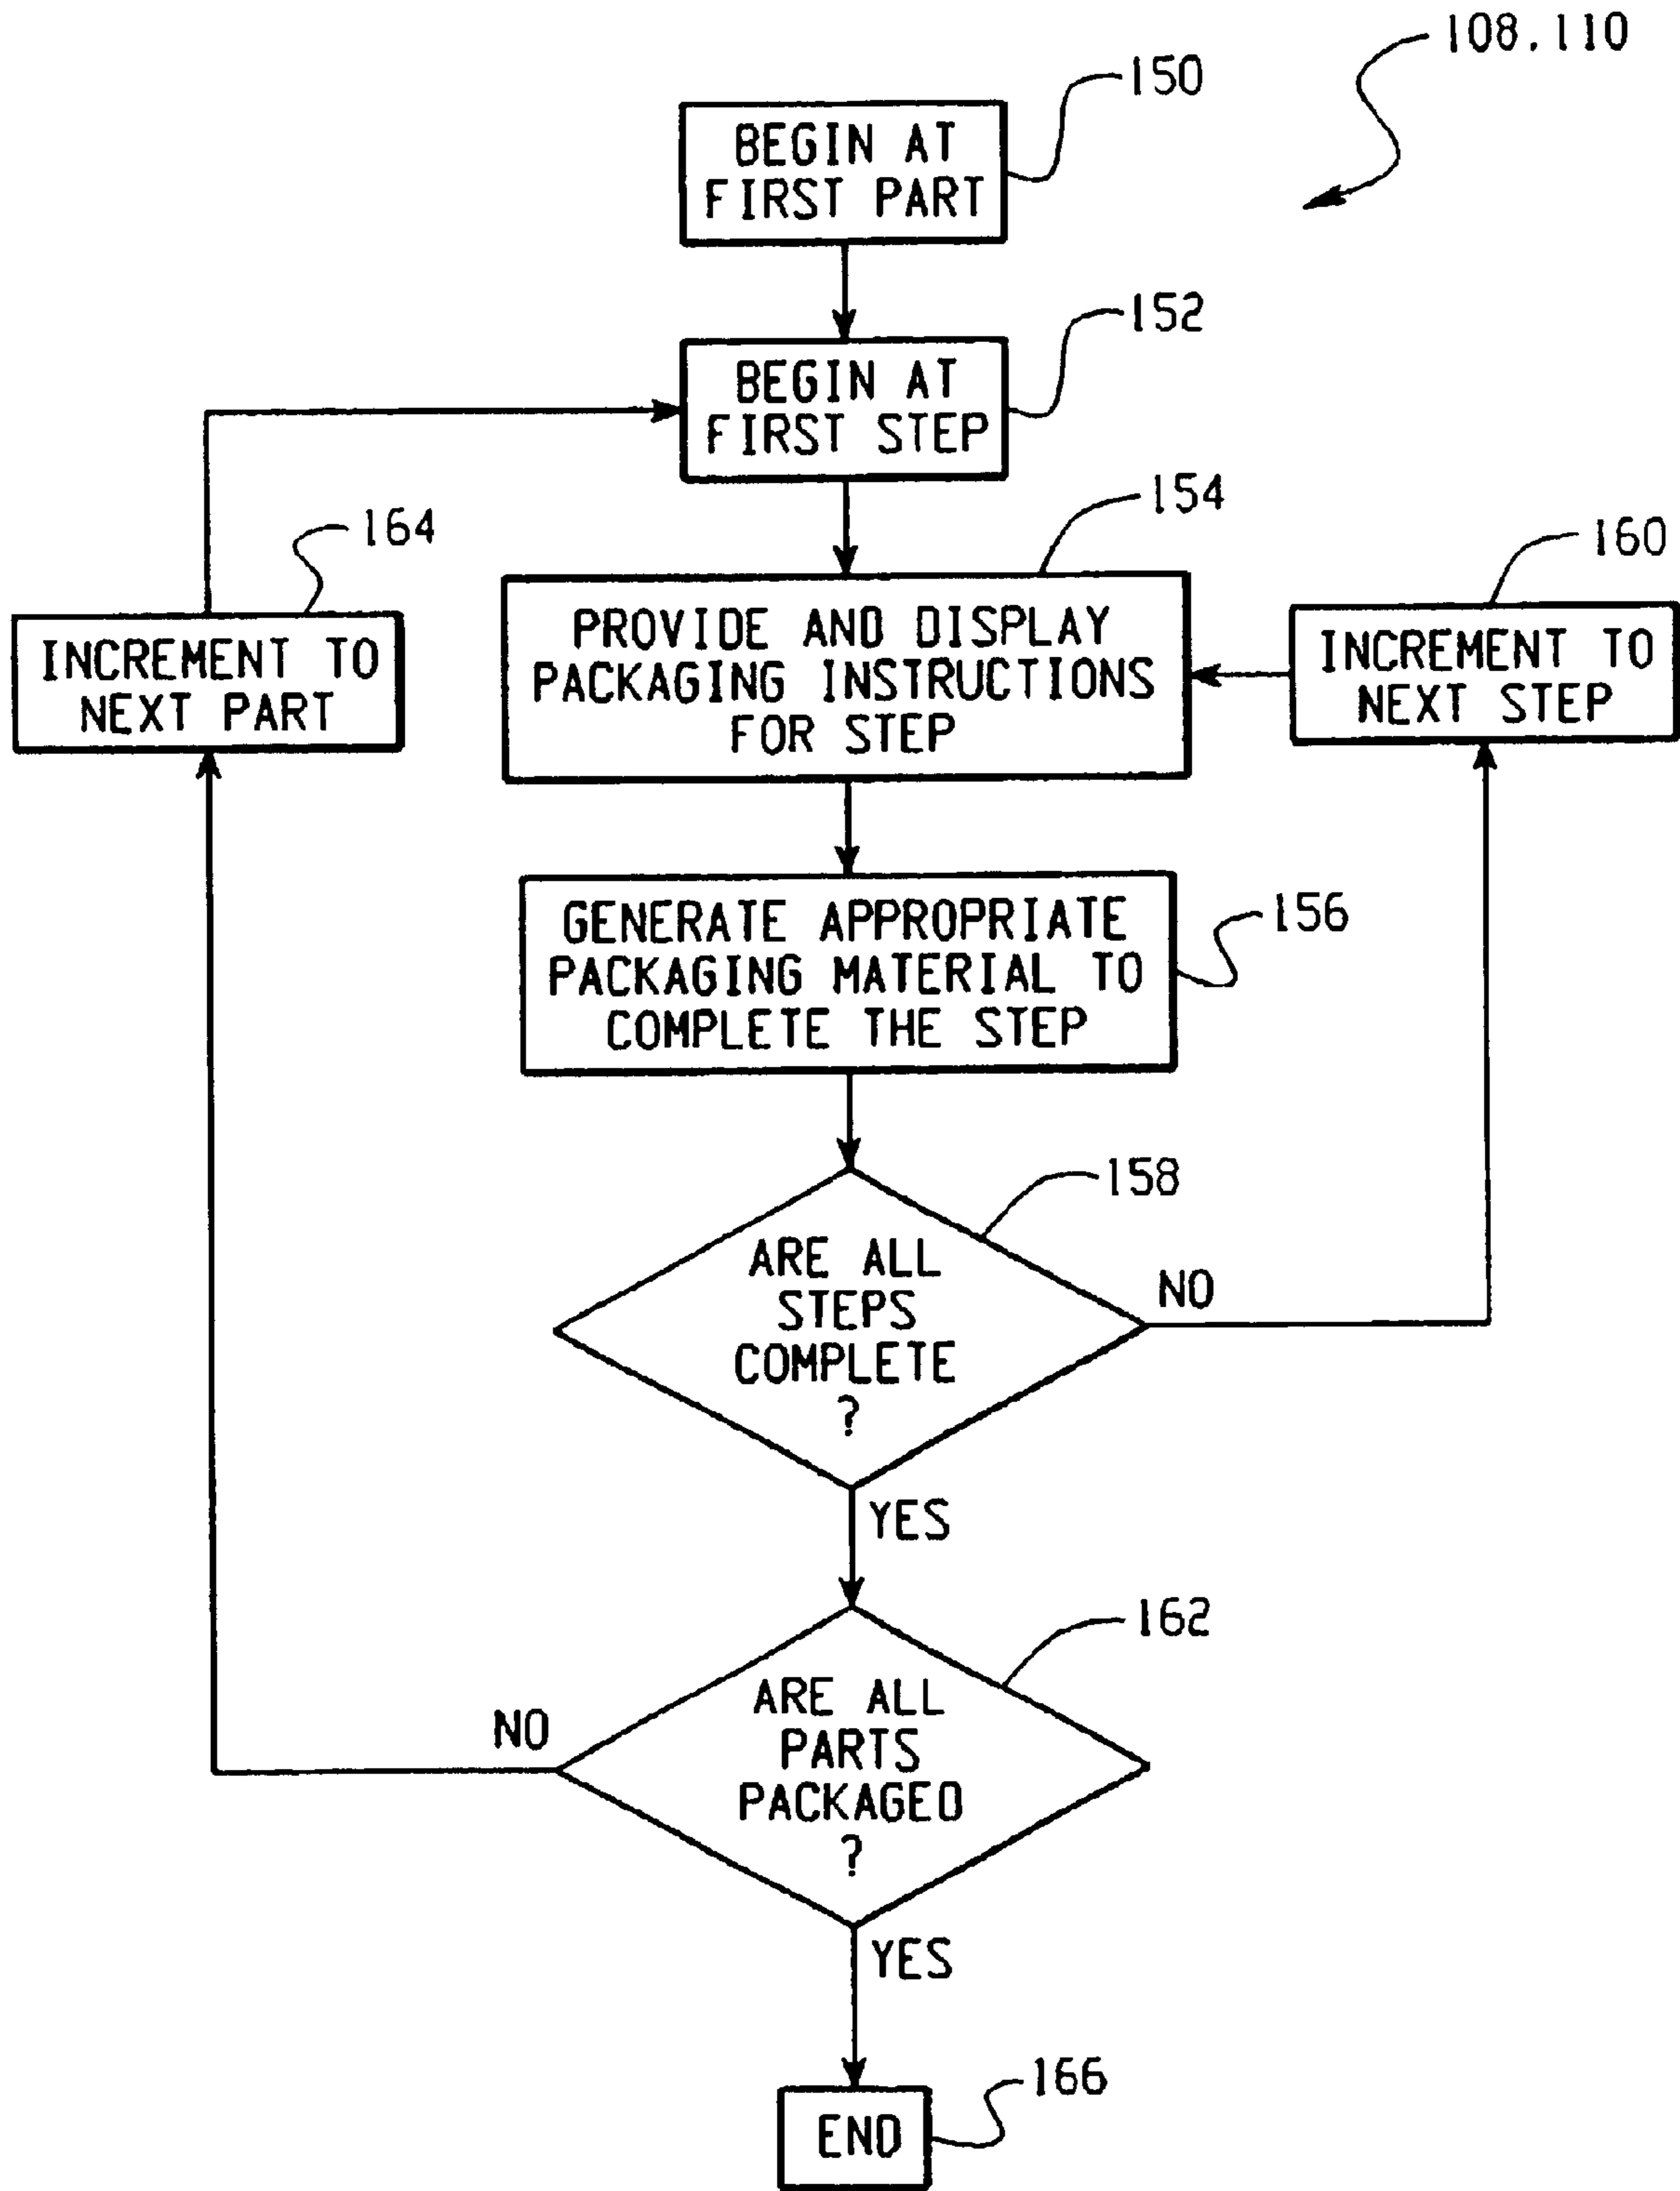 108,110
150
BEGIN AT
FIRST PART
152
BEGIN AT
FIRST STEP
154
164
160
INCREMENT TO
NEXT PART
PROVIDE AND DISPLAY
PACKAGING INSTRUCTIONS
FOR STEP
INCREMENT TO
NEXT STEP
GENERATE APPROPRIATE
PACKAGING MATERIAL TO
COMPLETE THE STEP
156
158
ARE ALL
STEPS
COMPLETE
?
NO
YES
162
ARE ALL
PARTS
PACKAGED
?
NO
YES
166
END